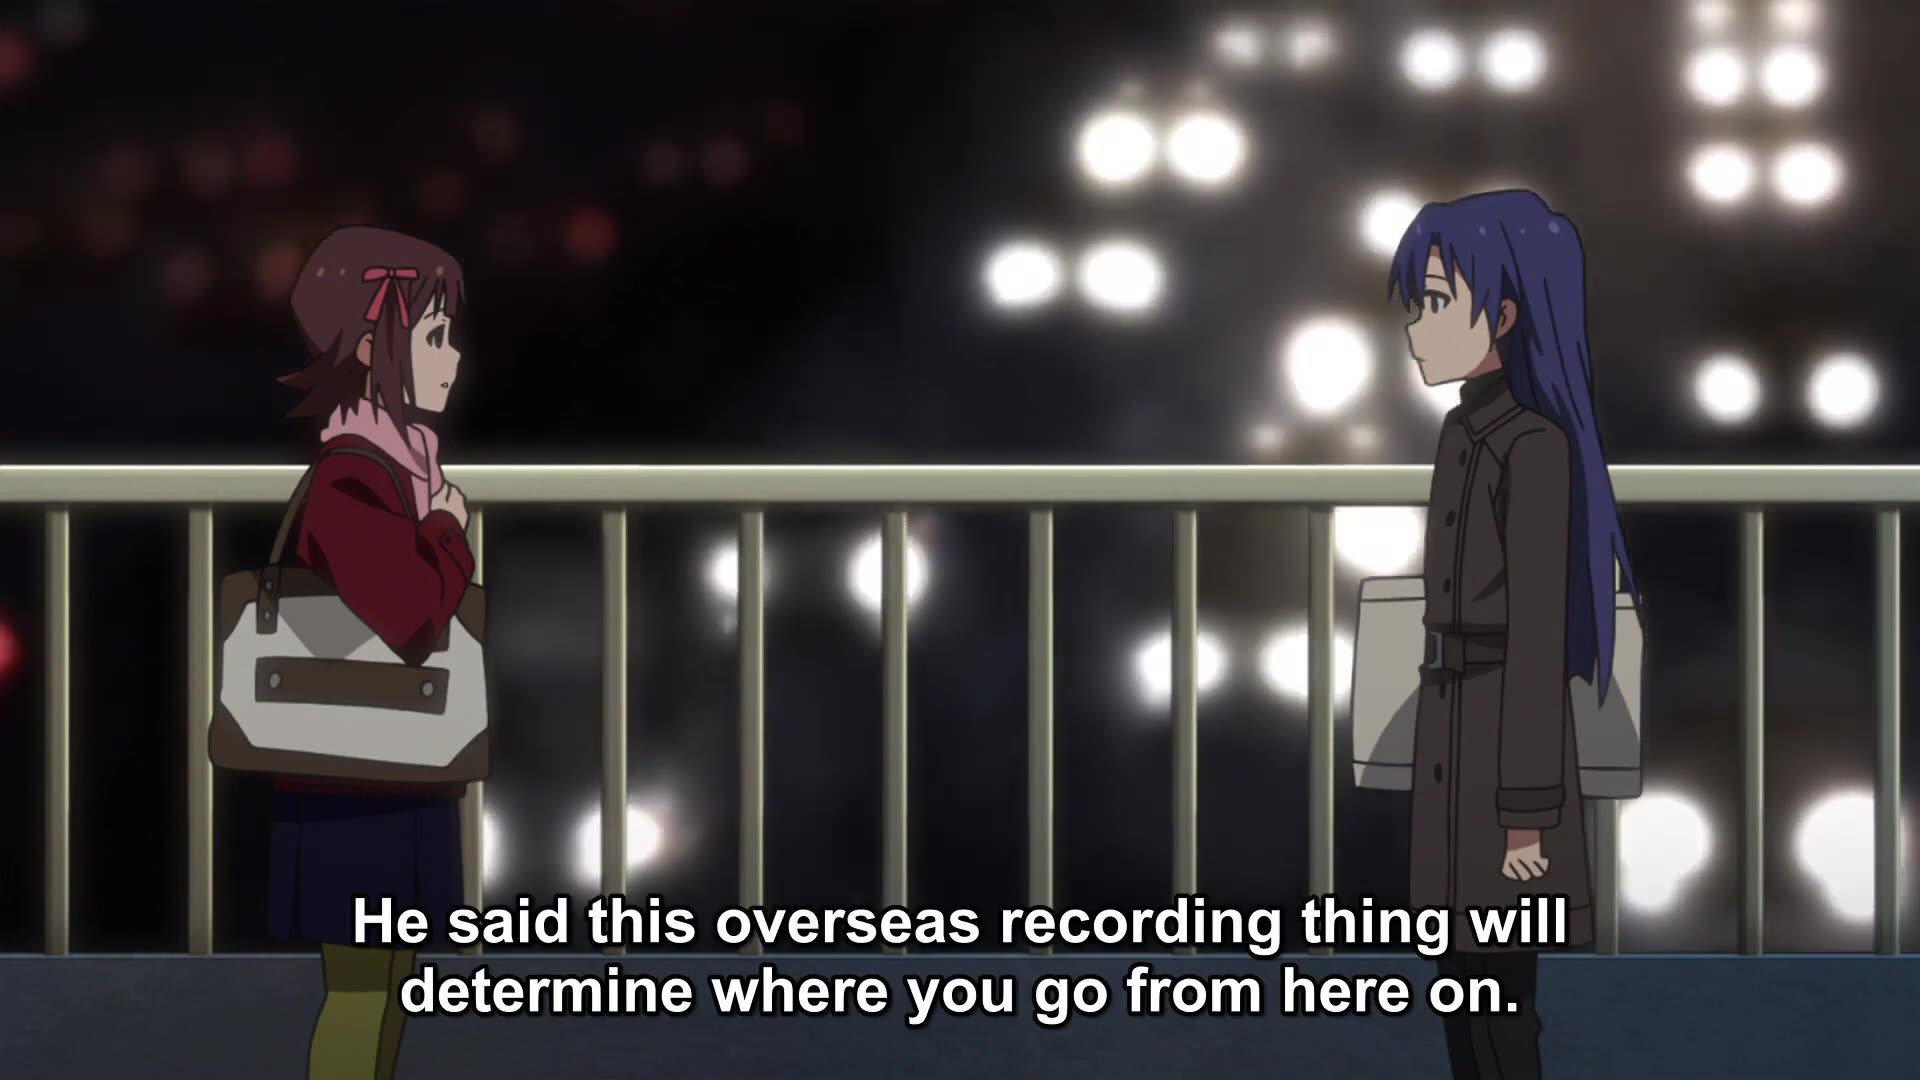 He said this overseas recording thing will
determine where you go from here on.